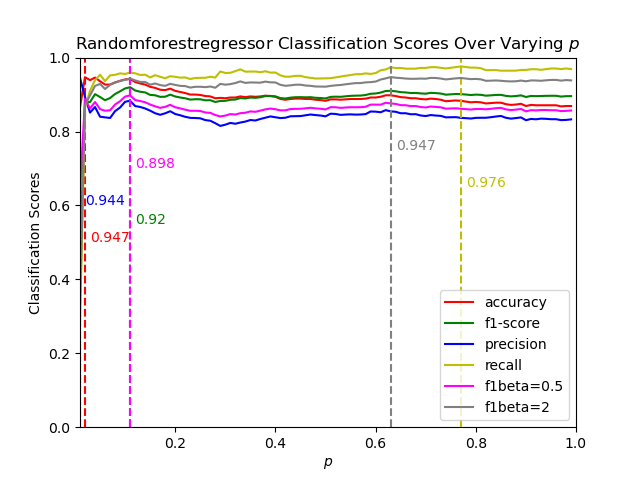 Randomforestregressor Classification Scores Over Varying p
1.0
0.8
0.6
0.4
0.2
0.0
Classification Scores
0.947
0.898
0.976
0.944
0.92
0.947
accuracy
f1-score
precision
recall
f1beta=0.5
f1beta=2
0.2 0.4 0.6 0.8 1.0
p